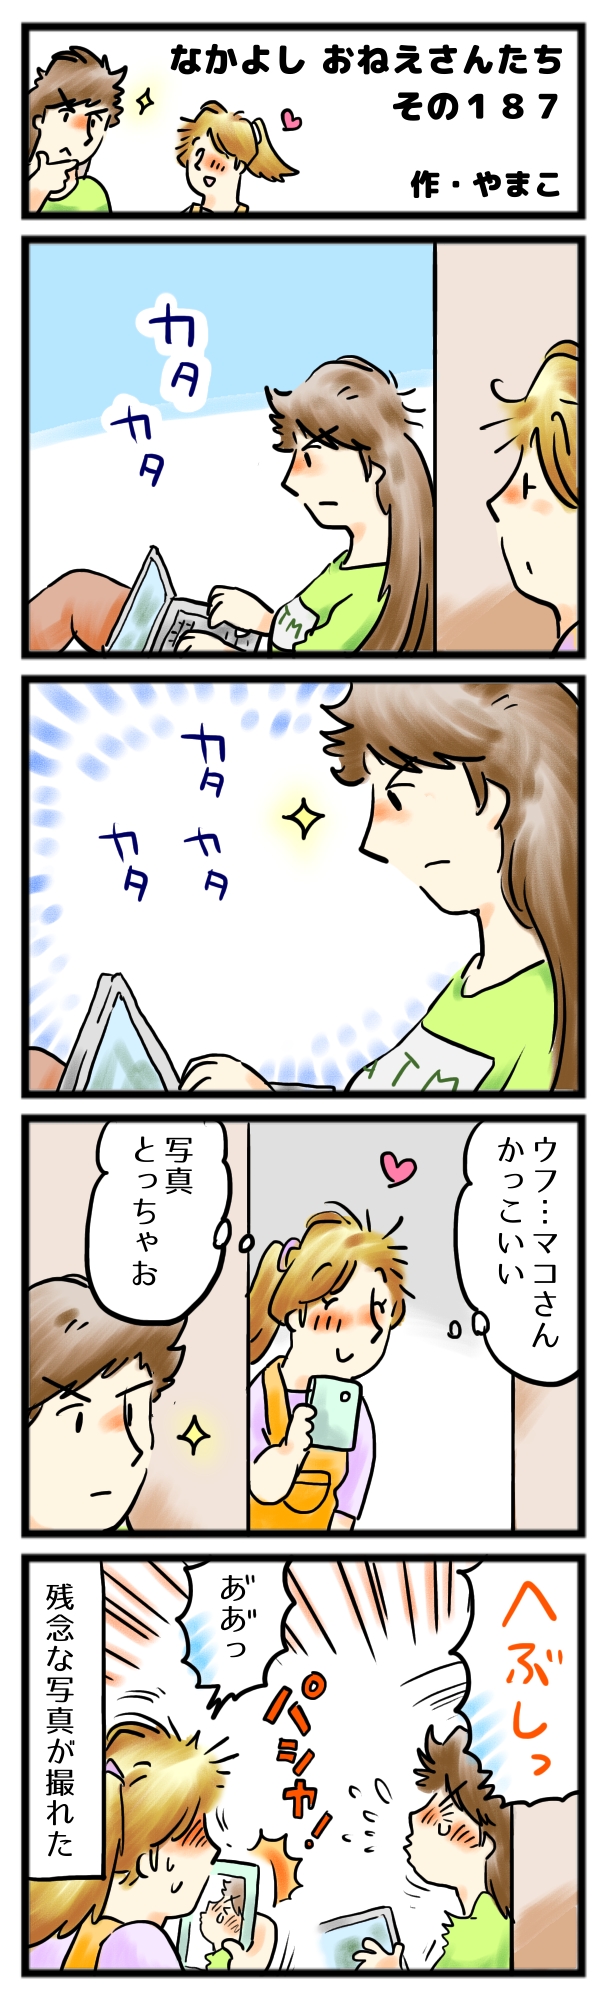 なかよし おねえさんたち
その１８７
作・やまこ
カタ
カタ
ATM
カタ
カタ
カタ
ATM
ウフ…マコさん
かっこいい
写真
とっちゃお
へぶしっ
あ゛あ゛っ
パシャ!
残念な写真が撮れた